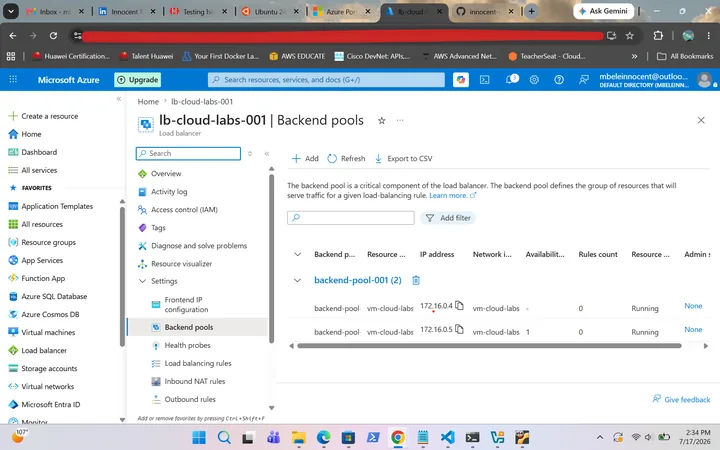 Inbox - m
Innocent
Testing h
Ubuntu 24
Azure Por
lb-cloud-l
innocent-
Ask Gemini
Huawei Certification...
Talent Huawei
Your First Docker La...
AWS EDUCATE
Cisco DevNet: APIs,...
AWS Advanced Net...
TeacherSeat - Cloud...
All Bookmarks
Microsoft Azure
Upgrade
Search resources, services, and docs (G+/)
mbeleinnocent@outloo...
DEFAULT DIRECTORY (MBELEINN...
Create a resource
Home
Dashboard
All services
FAVORITES
Application Templates
All resources
Resource groups
App Services
Function App
Azure SQL Database
Azure Cosmos DB
Virtual machines
Load balancer
Storage accounts
Virtual networks
Microsoft Entra ID
Monitor
Home > lb-cloud-labs-001
lb-cloud-labs-001 | Backend pools
Load balancer
Search
Overview
Activity log
Access control (IAM)
Tags
Diagnose and solve problems
Resource visualizer
Settings
Frontend IP
configuration
Backend pools
Health probes
Load balancing rules
Inbound NAT rules
Outbound rules
Add or remove favorites by pressing Ctrl+Shift+F
Add Refresh Export to CSV
The backend pool is a critical component of the load balancer. The backend pool defines the group of resources that will
serve traffic for a given load-balancing rule. Learn more.
Add filter
Backend p... Resource ... IP address Network i... Availabilit... Rules count Resource ... Admin s
backend-pool-001 (2)
backend-pool- vm-cloud-labs 172.16.0.4 vm-cloud-labs - 0 Running None
backend-pool- vm-cloud-labs 172.16.0.5 vm-cloud-labs 1 0 Running None
Give feedback
107°
2:34 PM
7/17/2026